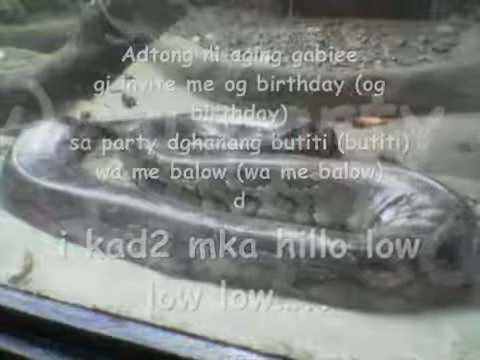 Adtong ni aging gabiee
gi invite me og birthday (og
birthday)
sa party dghanang butiti (butiti)
wa me balow (wa me balow)
d
i kad2 mka hillo low
low low.....